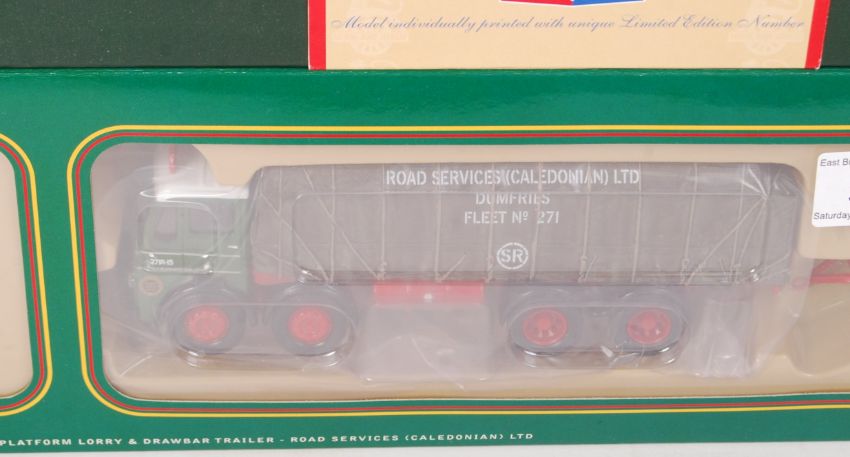 Model individually printed with unique Limited Edition Number
East B
Saturday
ROAD SERVICES (CALEDONIAN) LTD
DUMFRIES
FLEET Nº 271
SR
PLATFORM LORRY & DRAWBAR TRAILER - ROAD SERVICES (CALEDONIAN) LTD